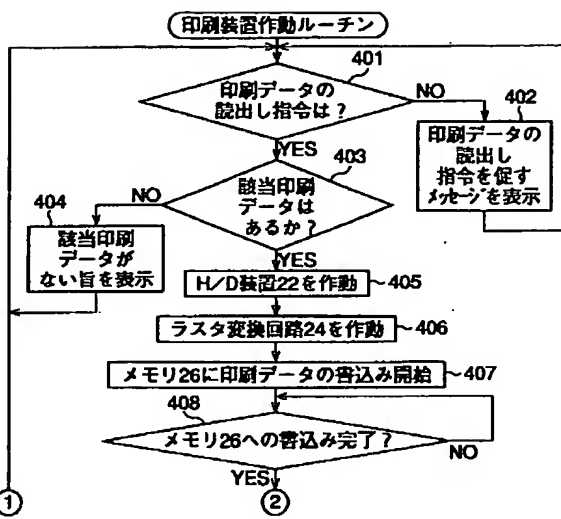 印刷装置作動ルーチン
401
印刷データの
読出し指令は？
NO
402
印刷データの
読出し
指令を促す
メッセージを表示
YES
403
該当印刷
データは
あるか？
NO
404
該当印刷
データが
ない旨を表示
YES
H/D装置22を作動
405
ラスタ変換回路24を作動
406
メモリ26に印刷データの書込み開始
407
408
メモリ26への書込み完了？
NO
YES
1
2